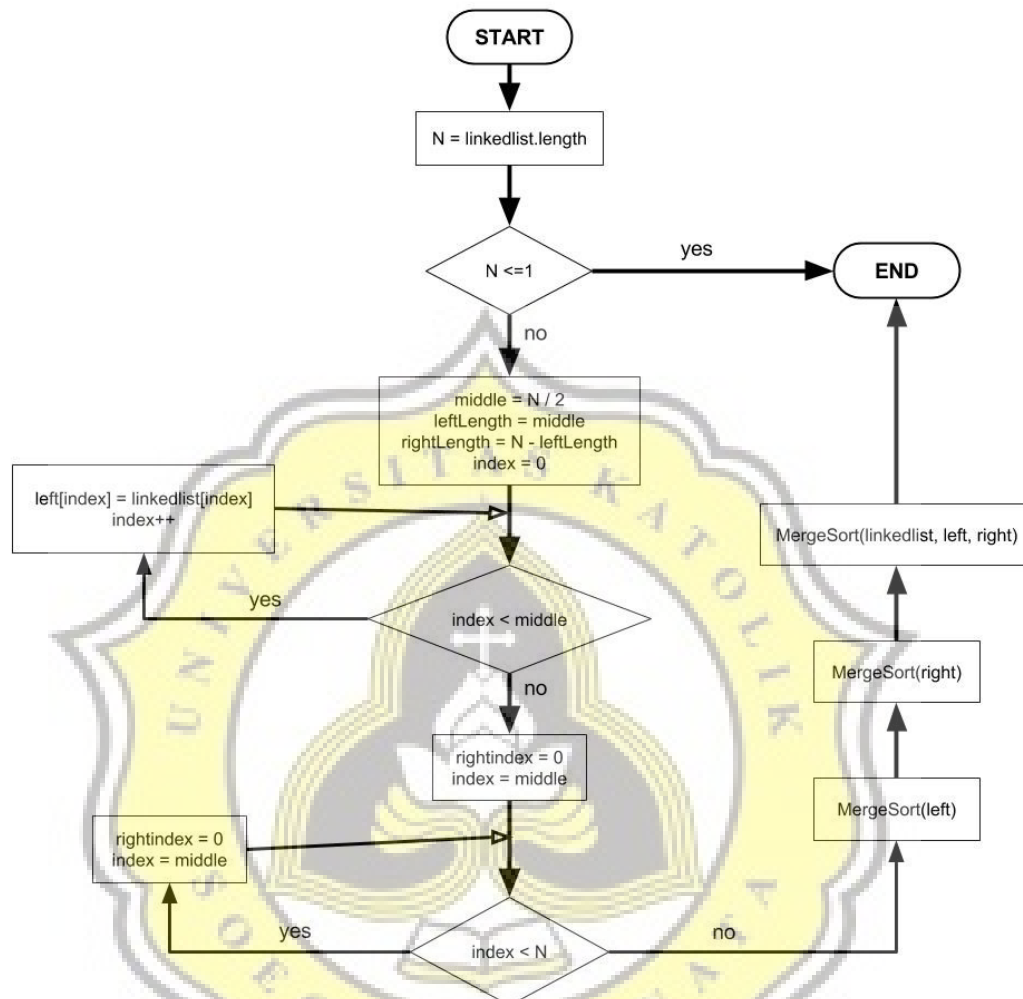 START
N = linkedlist.length
N <=1
yes
END
no
middle = N / 2
leftLength = middle
rightLength = N - leftLength
index = 0
left[index] = linkedlist[index]
index++
MergeSort(linkedlist, left, right)
yes
index < middle
no
MergeSort(right)
rightindex = 0
index = middle
MergeSort(left)
rightindex = 0
index = middle
yes
index < N
no
UNIVERSITAS KATOLIK